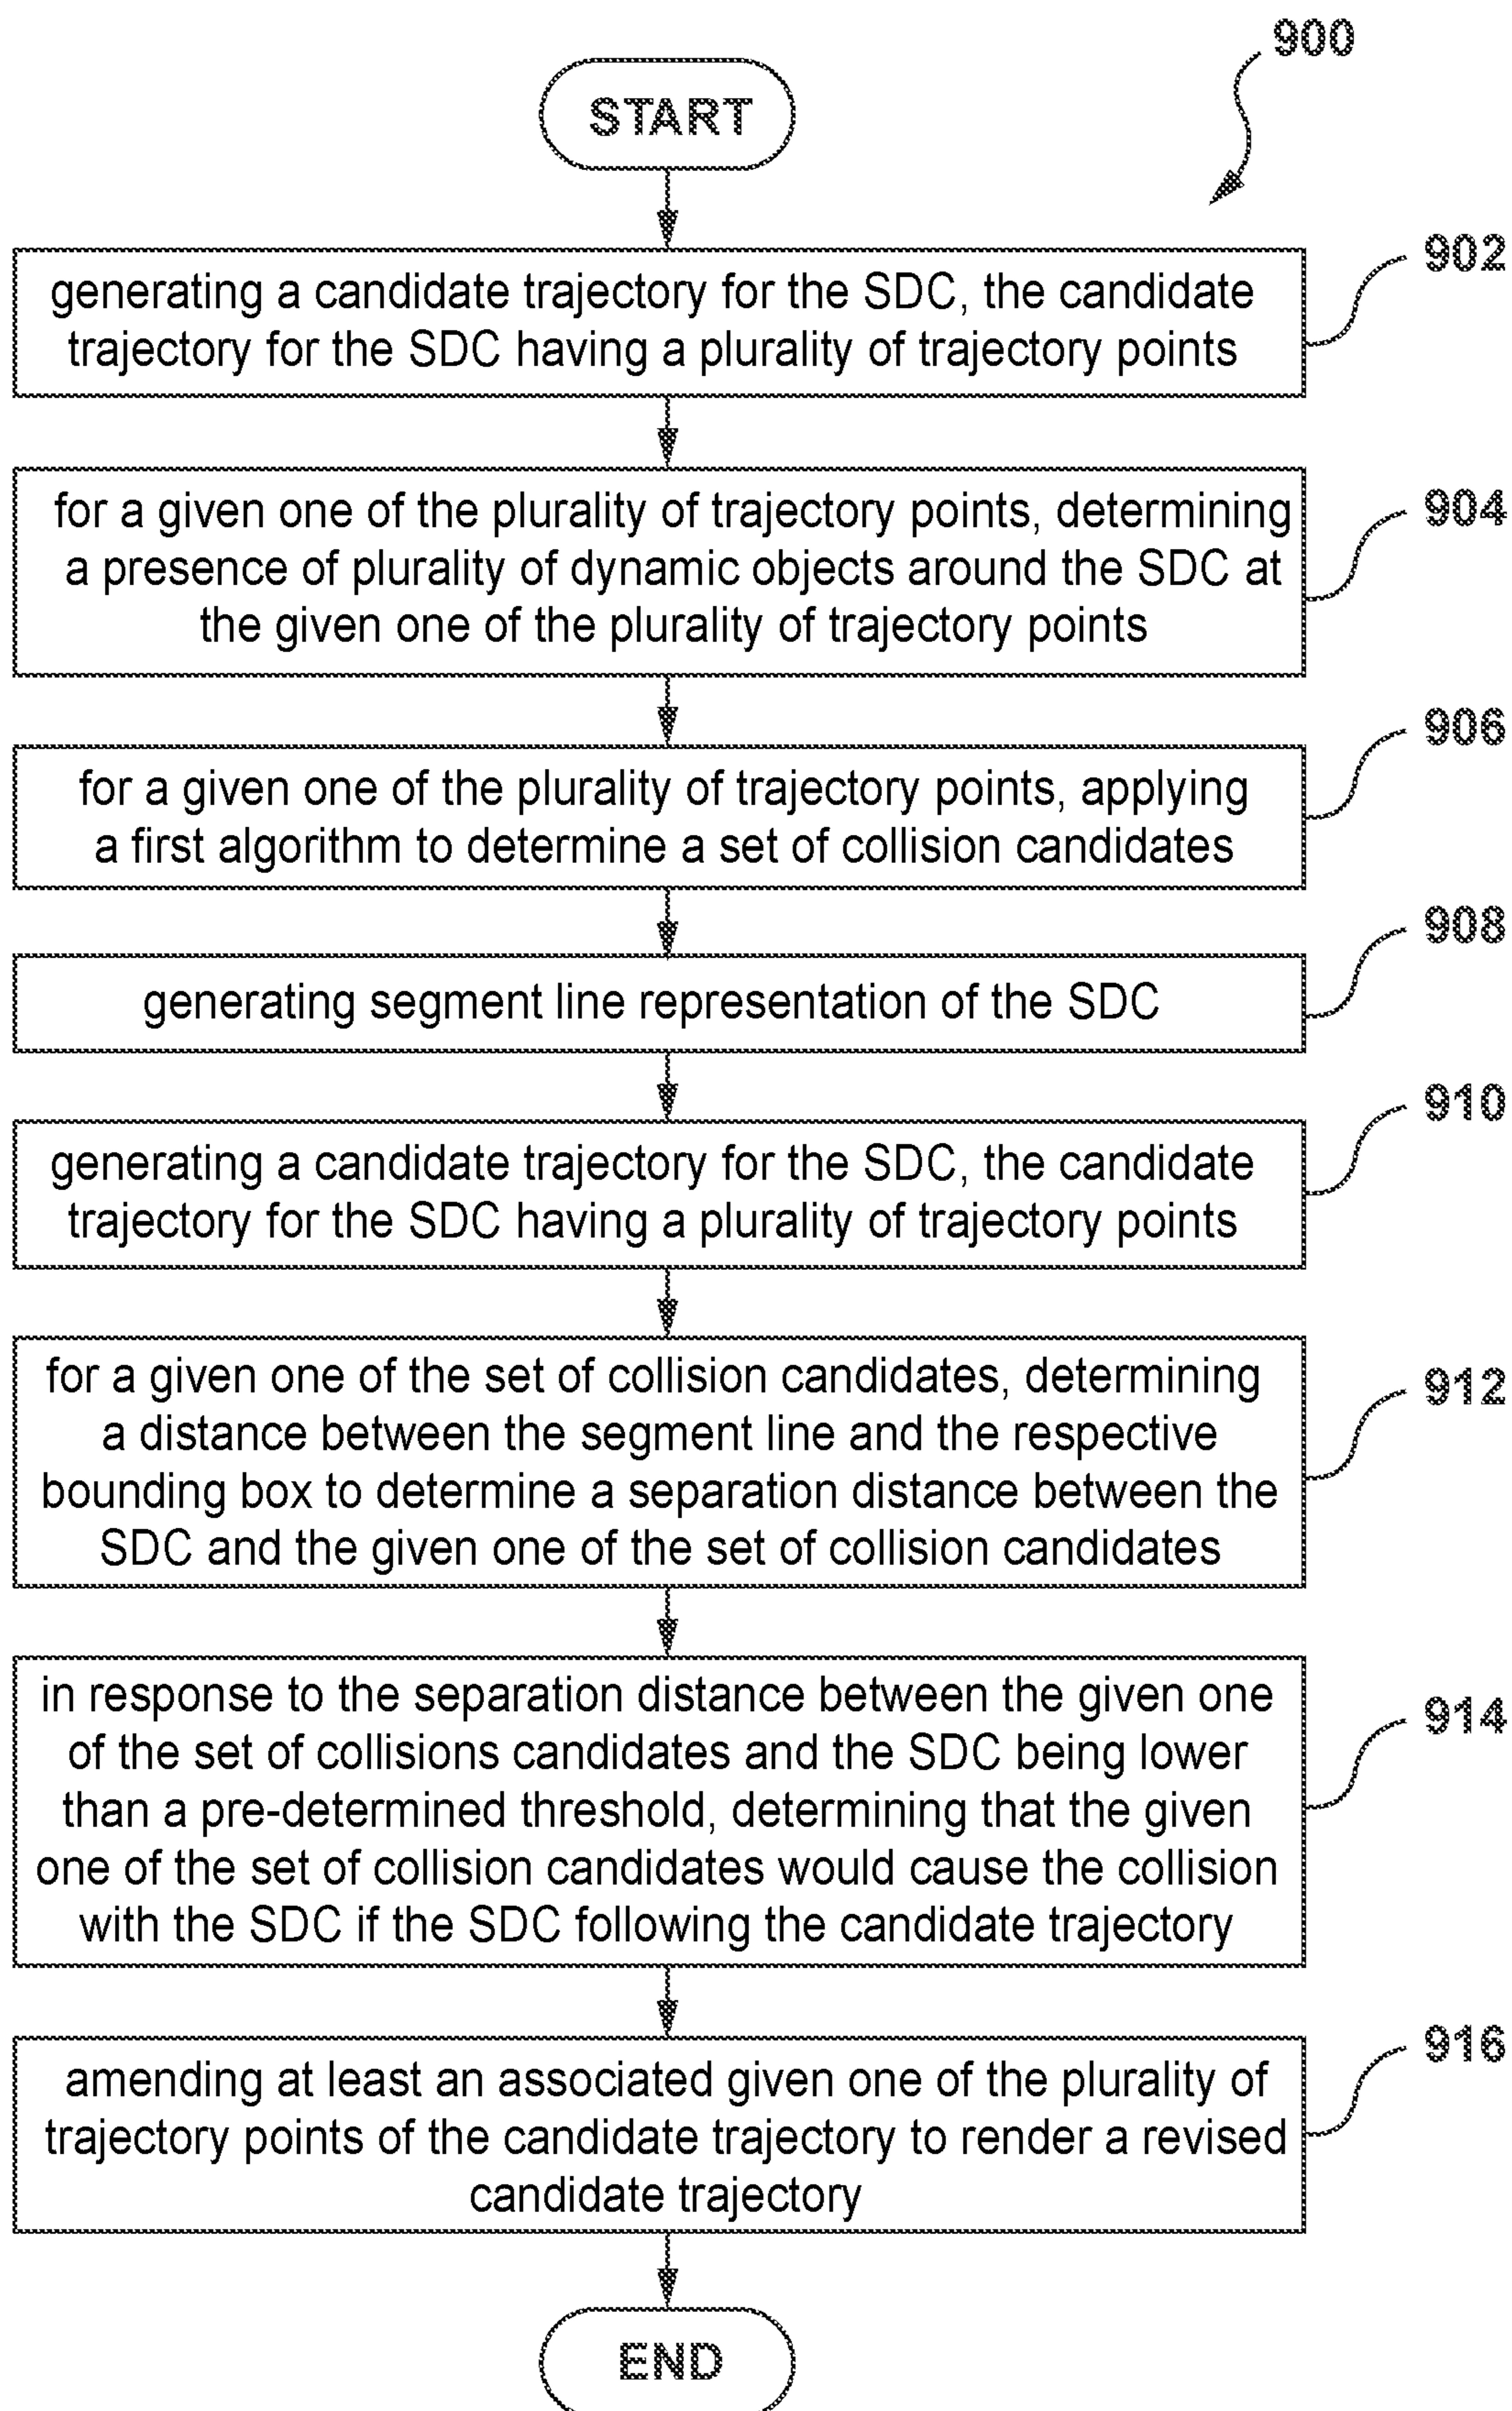 900
START
902
generating a candidate trajectory for the SDC, the candidate
trajectory for the SDC having a plurality of trajectory points
904
for a given one of the plurality of trajectory points, determining
a presence of plurality of dynamic objects around the SDC at
the given one of the plurality of trajectory points
906
for a given one of the plurality of trajectory points, applying
a first algorithm to determine a set of collision candidates
908
generating segment line representation of the SDC
910
generating a candidate trajectory for the SDC, the candidate
trajectory for the SDC having a plurality of trajectory points
912
for a given one of the set of collision candidates, determining
a distance between the segment line and the respective
bounding box to determine a separation distance between the
SDC and the given one of the set of collision candidates
914
in response to the separation distance between the given one
of the set of collisions candidates and the SDC being lower
than a pre-determined threshold, determining that the given
one of the set of collision candidates would cause the collision
with the SDC if the SDC following the candidate trajectory
916
amending at least an associated given one of the plurality of
trajectory points of the candidate trajectory to render a revised
candidate trajectory
END